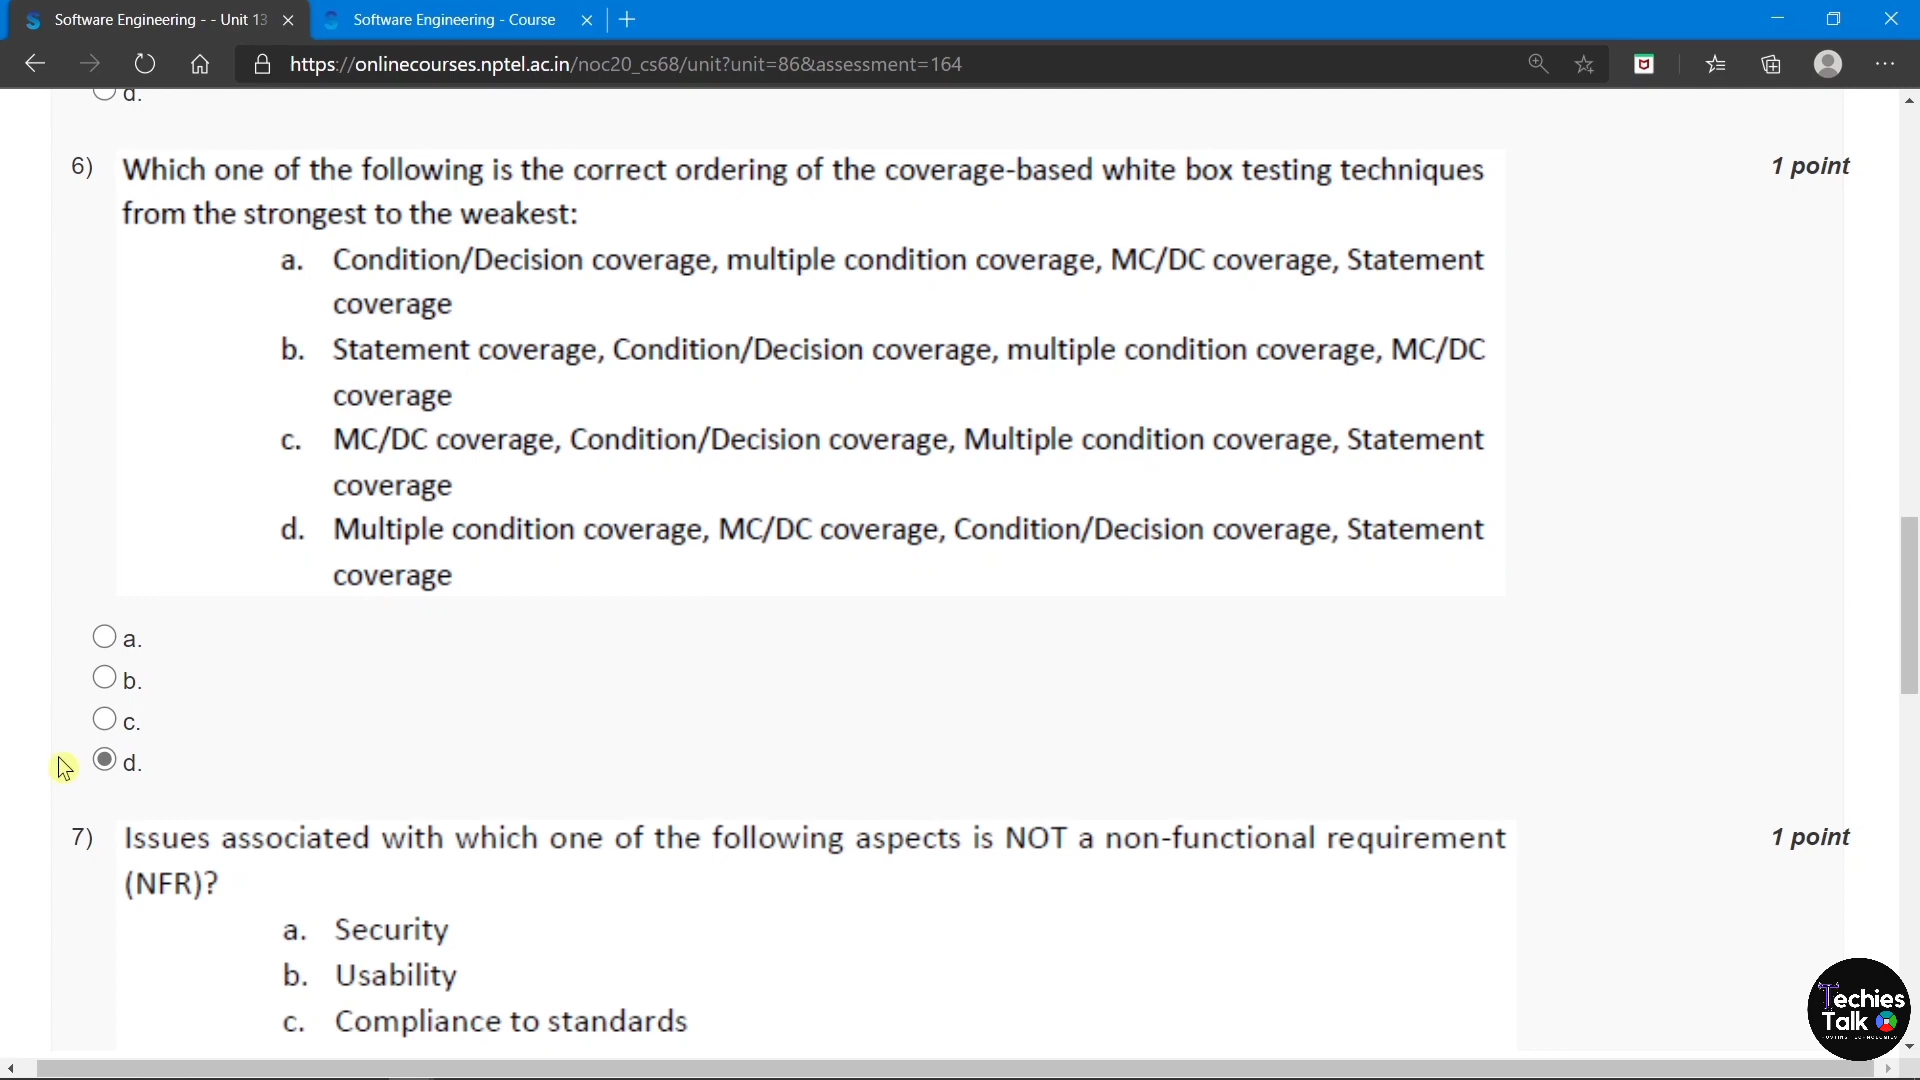 Software Engineering - - Unit 13
Software Engineering - Course
https://onlinecourses.nptel.ac.in/noc20_cs68/unit?unit=86&assessment=164
d.
6) Which one of the following is the correct ordering of the coverage-based white box testing techniques 1 point
from the strongest to the weakest:
a. Condition/Decision coverage, multiple condition coverage, MC/DC coverage, Statement
coverage
b. Statement coverage, Condition/Decision coverage, multiple condition coverage, MC/DC
coverage
c. MC/DC coverage, Condition/Decision coverage, Multiple condition coverage, Statement
coverage
d. Multiple condition coverage, MC/DC coverage, Condition/Decision coverage, Statement
coverage
a.
b.
c.
d.
7) Issues associated with which one of the following aspects is NOT a non-functional requirement 1 point
(NFR)?
a. Security
b. Usability
c. Compliance to standards
Techies
Talk